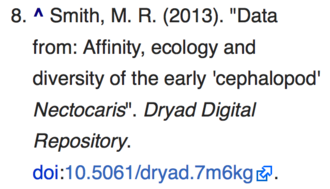 8. ^ Smith, M. R. (2013). "Data
from: Affinity, ecology and
diversity of the early 'cephalopod'
Nectocaris". Dryad Digital
Repository.
doi:10.5061/dryad.7m6kg.